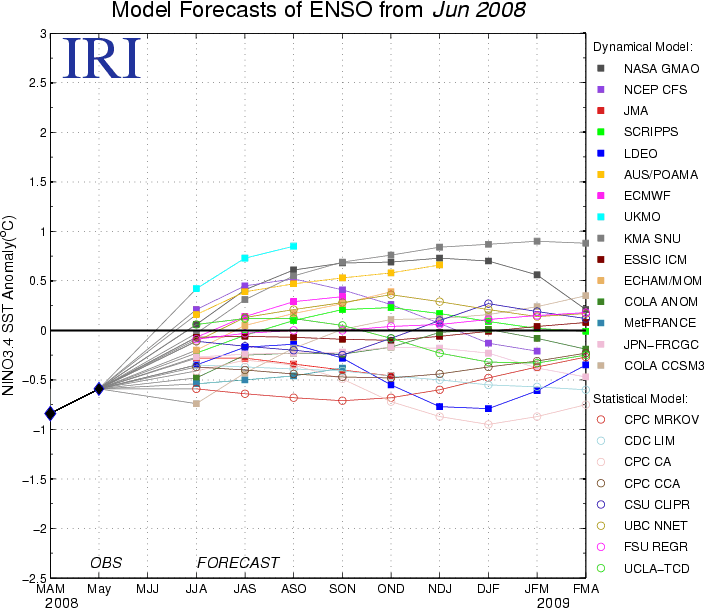 Model Forecasts of ENSO from Jun 2008
IRI
NINO3.4 SST Anomaly(°C)
3
2.5
2
1.5
1
0.5
0
−0.5
−1
−1.5
−2
−2.5
OBS
FORECAST
MAM May MJJ JJA JAS ASO SON OND NDJ DJF JFM FMA
2008 2009
Dynamical Model:
NASA GMAO
NCEP CFS
JMA
SCRIPPS
LDEO
AUS/POAMA
ECMWF
UKMO
KMA SNU
ESSIC ICM
ECHAM/MOM
COLA ANOM
MetFRANCE
JPN−FRCGC
COLA CCSM3
Statistical Model:
CPC MRKOV
CDC LIM
CPC CA
CPC CCA
CSU CLIPR
UBC NNET
FSU REGR
UCLA−TCD